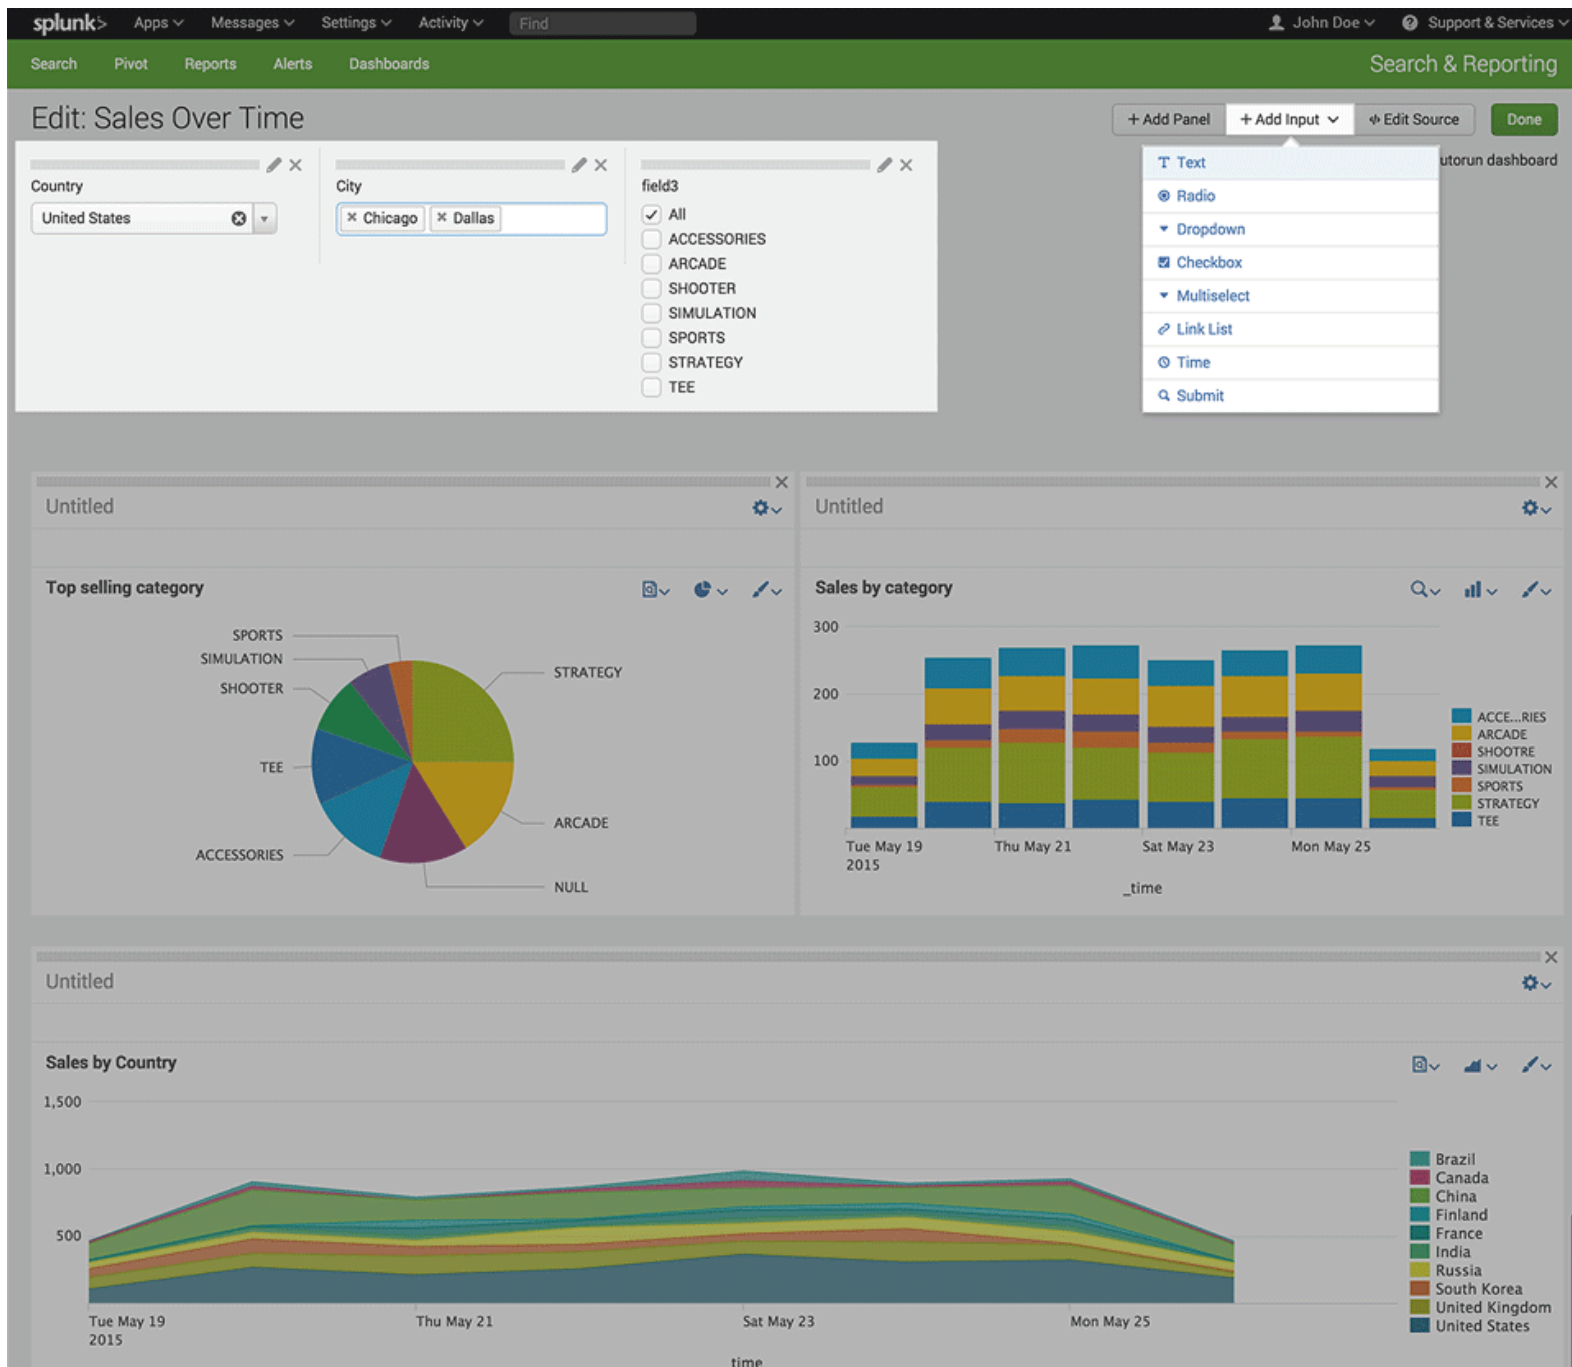 splunk> Apps Messages Settings Activity Find John Doe Support & Services
Search Pivot Reports Alerts Dashboards Search & Reporting
Edit: Sales Over Time
+ Add Panel + Add Input Edit Source Done
utorun dashboard
Country
United States
City
Chicago Dallas
field3
All
ACCESSORIES
ARCADE
SHOOTER
SIMULATION
SPORTS
STRATEGY
TEE
Text
Radio
Dropdown
Checkbox
Multiselect
Link List
Time
Submit
Untitled
Top selling category
SPORTS
SIMULATION
SHOOTER
TEE
ACCESSORIES
STRATEGY
ARCADE
NULL
Untitled
Sales by category
300
200
100
Tue May 19 Thu May 21 Sat May 23 Mon May 25
2015
_time
ACCE...RIES
ARCADE
SHOOTRE
SIMULATION
SPORTS
STRATEGY
TEE
Untitled
Sales by Country
1,500
1,000
500
Tue May 19 Thu May 21 Sat May 23 Mon May 25
2015
time
Brazil
Canada
China
Finland
France
India
Russia
South Korea
United Kingdom
United States